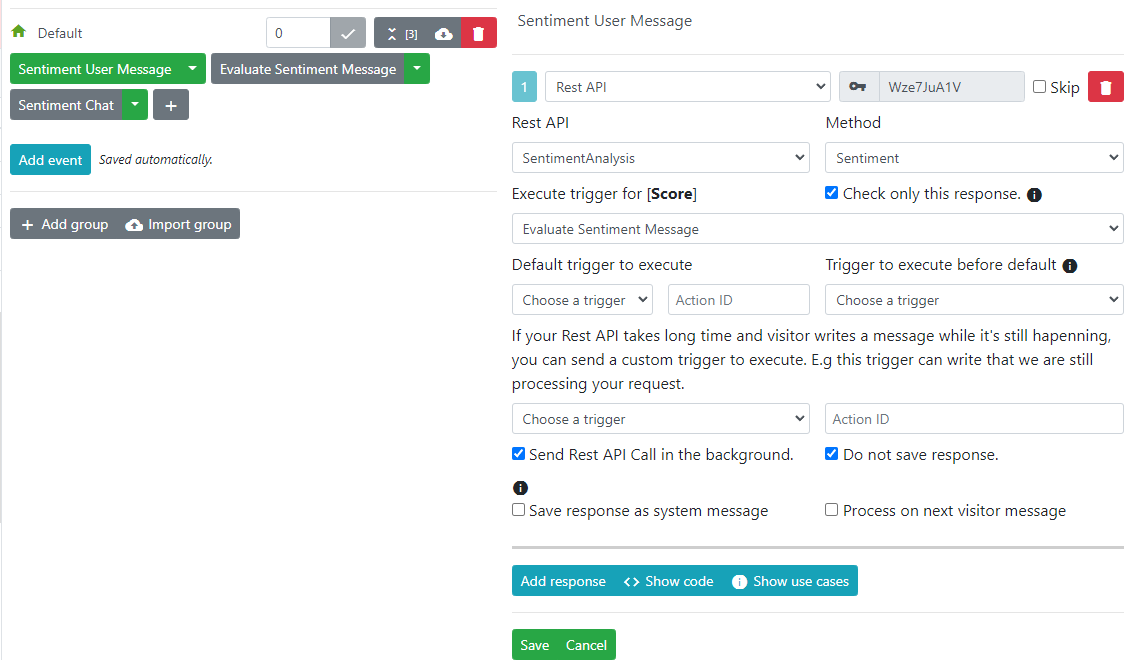 Default
0
[3]
Sentiment User Message
Evaluate Sentiment Message
Sentiment Chat
+
Add event
Saved automatically.
+ Add group
Import group
Sentiment User Message
1
Rest API
Wze7JuA1V
Skip
Rest API
Method
SentimentAnalysis
Sentiment
Execute trigger for [Score]
Check only this response.
Evaluate Sentiment Message
Default trigger to execute
Trigger to execute before default
Choose a trigger
Action ID
Choose a trigger
If your Rest API takes long time and visitor writes a message while it's still hapenning,
you can send a custom trigger to execute. E.g this trigger can write that we are still
processing your request.
Choose a trigger
Action ID
Send Rest API Call in the background.
Do not save response.
Save response as system message
Process on next visitor message
Add response
<> Show code
Show use cases
Save
Cancel